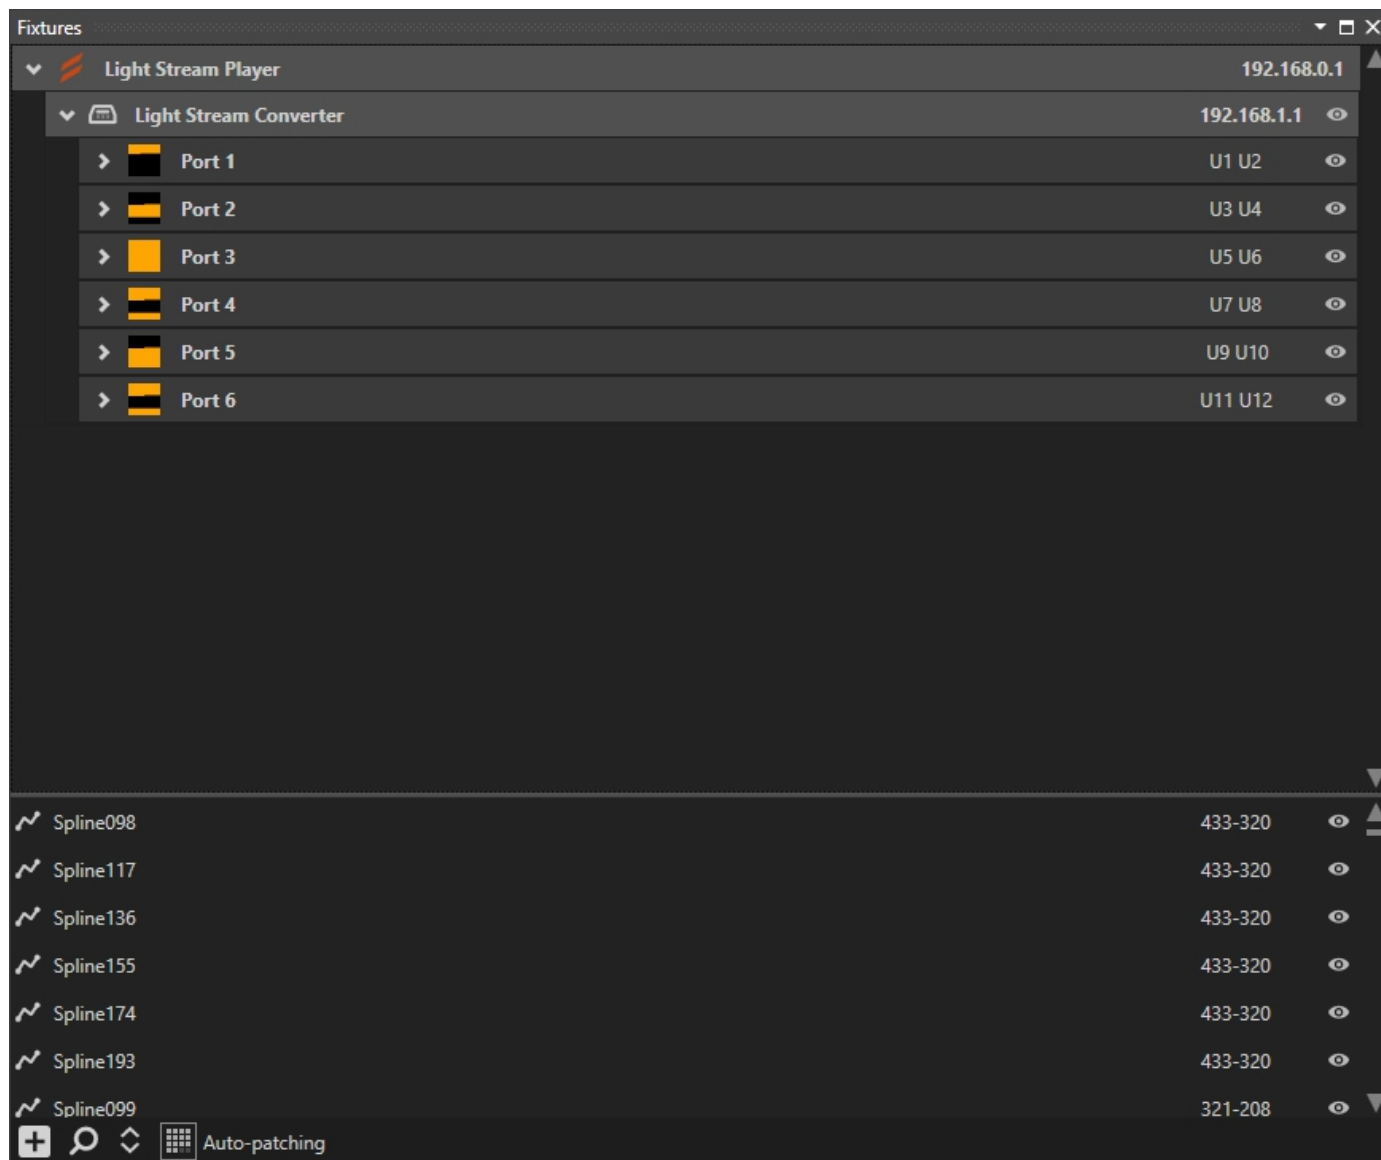 Fixtures
Light Stream Player 192.168.0.1
Light Stream Converter 192.168.1.1
Port 1 U1 U2
Port 2 U3 U4
Port 3 U5 U6
Port 4 U7 U8
Port 5 U9 U10
Port 6 U11 U12
Spline098 433-320
Spline117 433-320
Spline136 433-320
Spline155 433-320
Spline174 433-320
Spline193 433-320
Spline099 321-208
Auto-patching